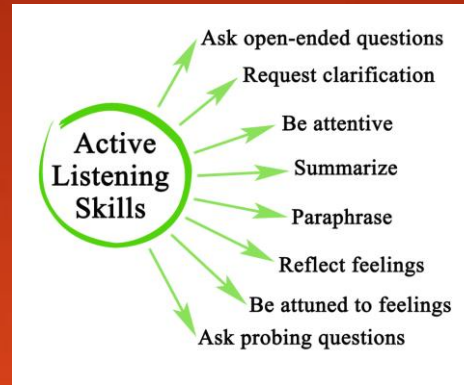 Ask open-ended questions
Request clarification
Be attentive
Active
Listening
Skills
Summarize
Paraphrase
Reflect feelings
Be attuned to feelings
Ask probing questions